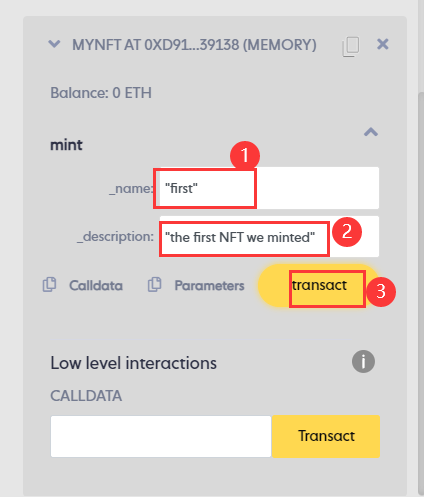 MYNFT AT 0XD91...39138 (MEMORY)
Balance: 0 ETH
mint
1
_name: "first"
_description: "the first NFT we minted" 2
Calldata Parameters transact 3
Low level interactions i
CALLDATA
Transact